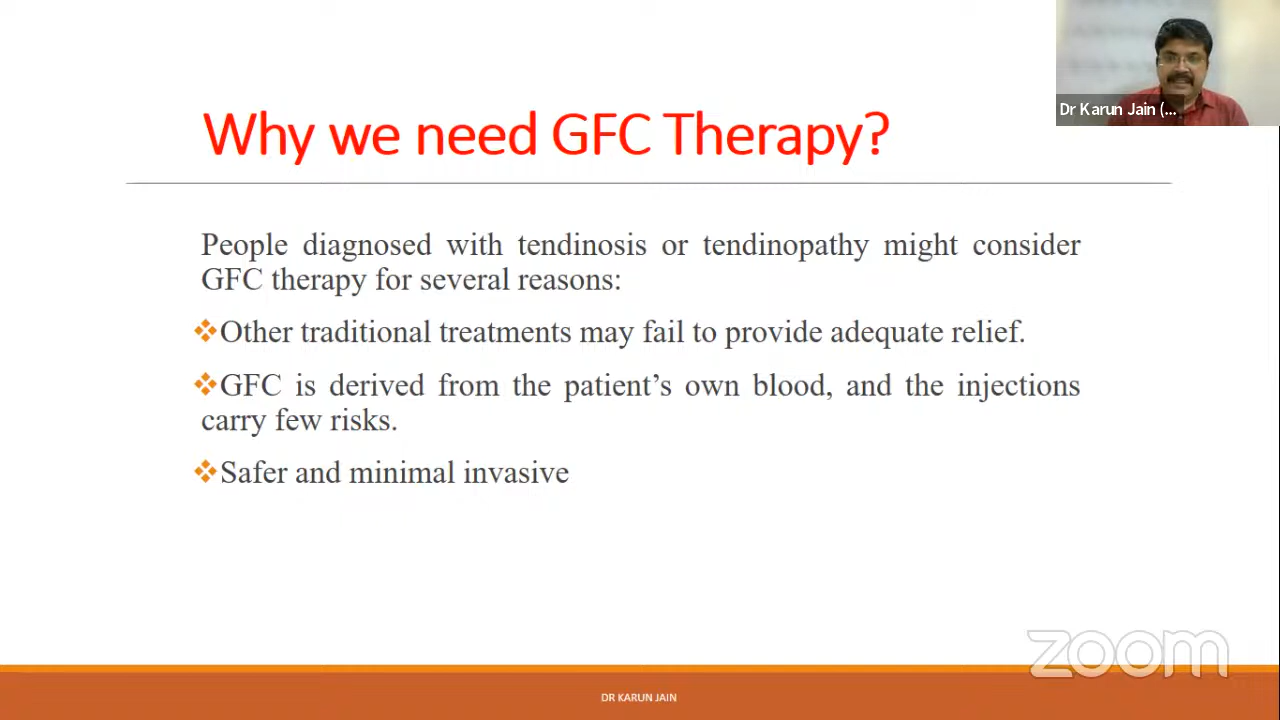 Dr Karun Jain (...
Why we need GFC Therapy?
People diagnosed with tendinosis or tendinopathy might consider
GFC therapy for several reasons:
❖Other traditional treatments may fail to provide adequate relief.
❖GFC is derived from the patient’s own blood, and the injections
carry few risks.
❖Safer and minimal invasive
zoom
DR KARUN JAIN